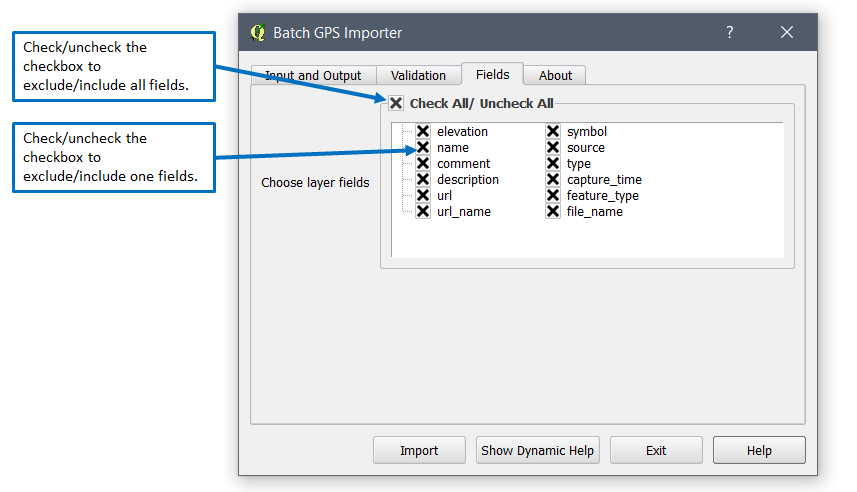 Check/uncheck the
checkbox to
exclude/include all fields.
Check/uncheck the
checkbox to
exclude/include one fields.
Batch GPS Importer
?
Input and Output
Validation
Fields
About
Check All/ Uncheck All
Choose layer fields
elevation
name
comment
description
url
url_name
symbol
source
type
capture_time
feature_type
file_name
Import
Show Dynamic Help
Exit
Help